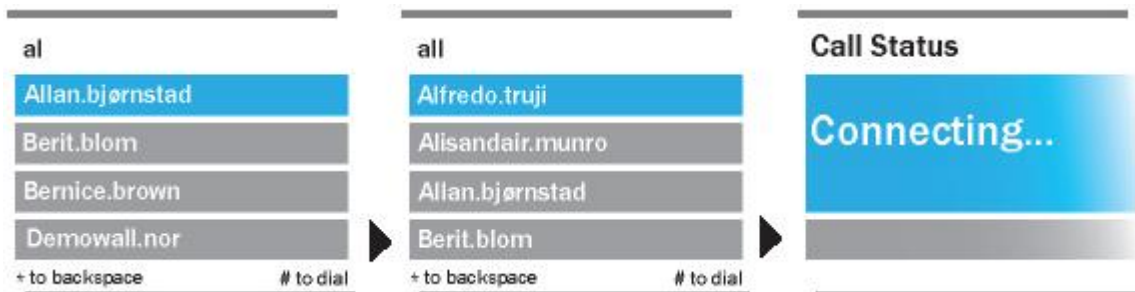 al
Allan.bjørnstad
Berit.blom
Bernice.brown
Demowall.nor
* to backspace # to dial
all
Alfredo.truji
Alisandair.munro
Allan.bjørnstad
Berit.blom
* to backspace # to dial
Call Status
Connecting...